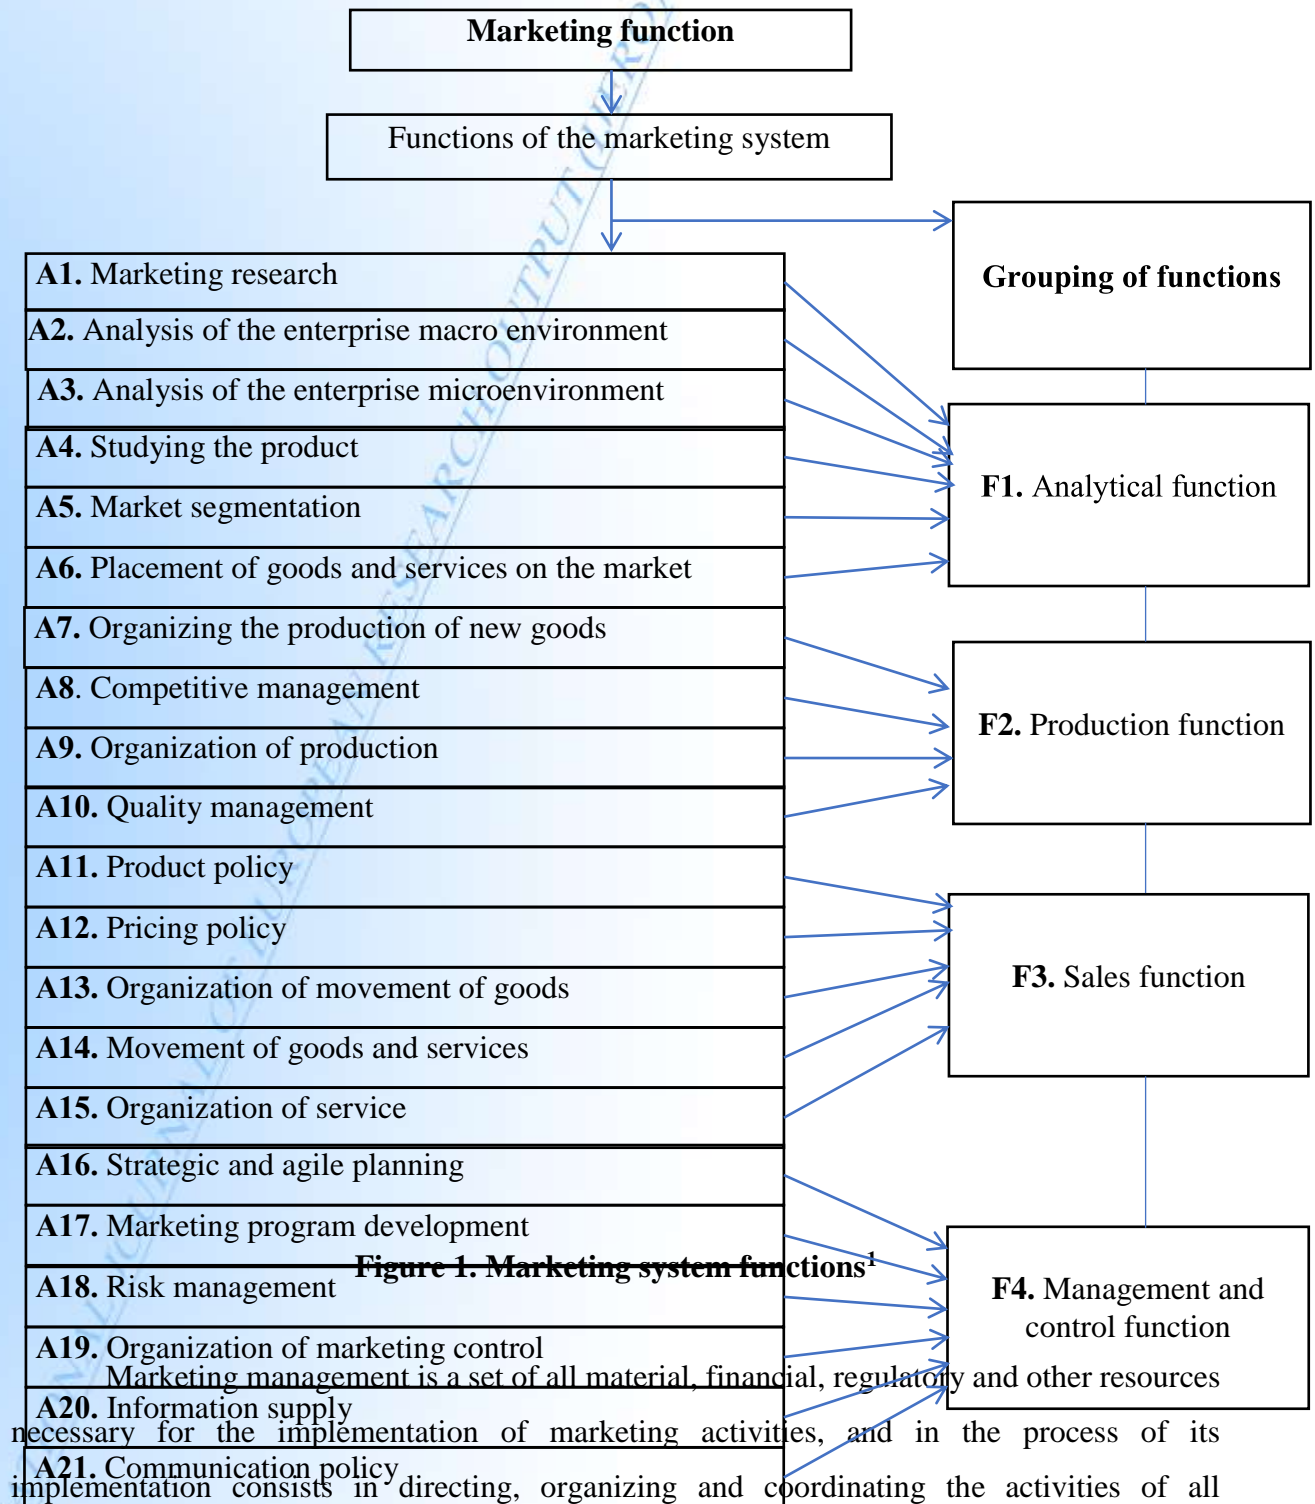 Marketing function
Functions of the marketing system
A1. Marketing research
A2. Analysis of the enterprise macro environment
A3. Analysis of the enterprise microenvironment
A4. Studying the product
A5. Market segmentation
A6. Placement of goods and services on the market
A7. Organizing the production of new goods
A8. Competitive management
A9. Organization of production
A10. Quality management
A11. Product policy
A12. Pricing policy
A13. Organization of movement of goods
A14. Movement of goods and services
A15. Organization of service
A16. Strategic and agile planning
A17. Marketing program development
A18. Risk management
A19. Organization of marketing control
A20. Information supply
A21. Communication policy
Grouping of functions
F1. Analytical function
F2. Production function
F3. Sales function
F4. Management and
control function
Figure 1. Marketing system functions¹
Marketing management is a set of all material, financial, regulatory and other resources
necessary for the implementation of marketing activities, and in the process of its
implementation consists in directing, organizing and coordinating the activities of all
JOURNAL OF EUROPEAN RESEARCH OUTPUT